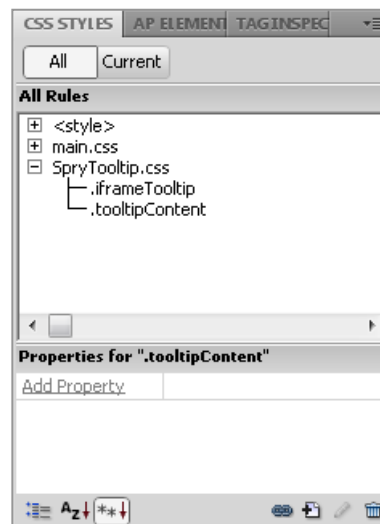 CSS STYLES AP ELEMENT TAG INSPEC
All Current
All Rules
<style>
main.css
SpryTooltip.css
.iframeTooltip
.tooltipContent
Properties for ".tooltipContent"
Add Property
Az **